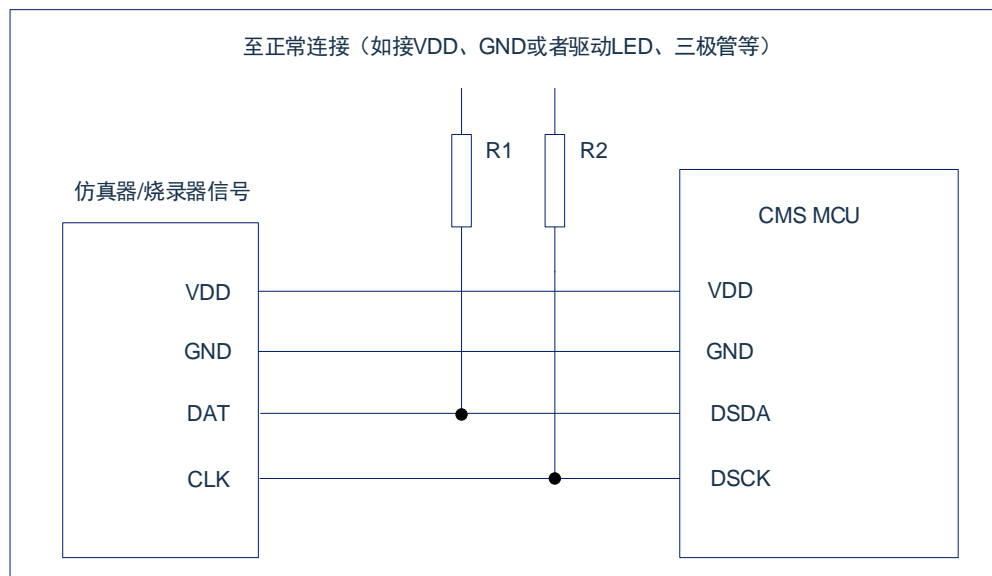 至正常连接（如接VDD、GND或者驱动LED、三极管等）
R1
R2
仿真器/烧录器信号
CMS MCU
VDD
VDD
GND
GND
DAT
DSDA
CLK
DSCK